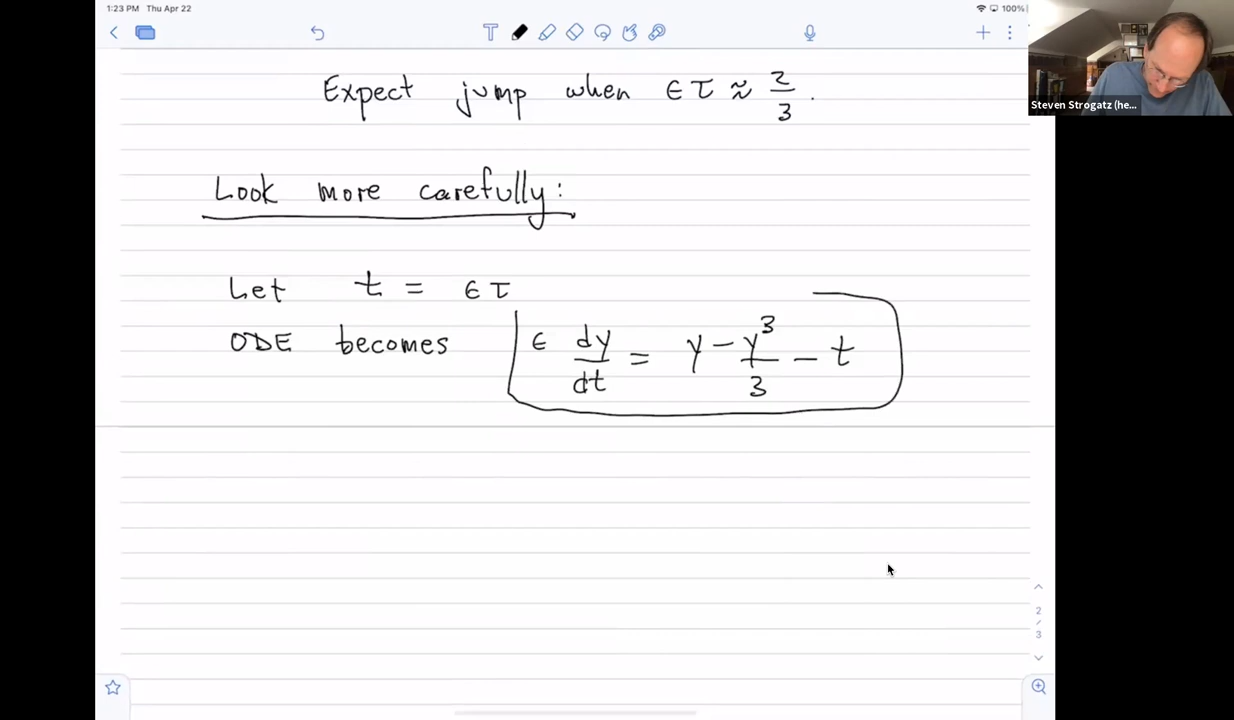 1:23 PM Thu Apr 22
100%
T
Steven Strogatz (he...
Expect jump when ϵτ ≈ 2/3.
Look more carefully:
Let t = ϵτ
ODE becomes ϵ dy/dt = y − y³/3 − t
2
/
3